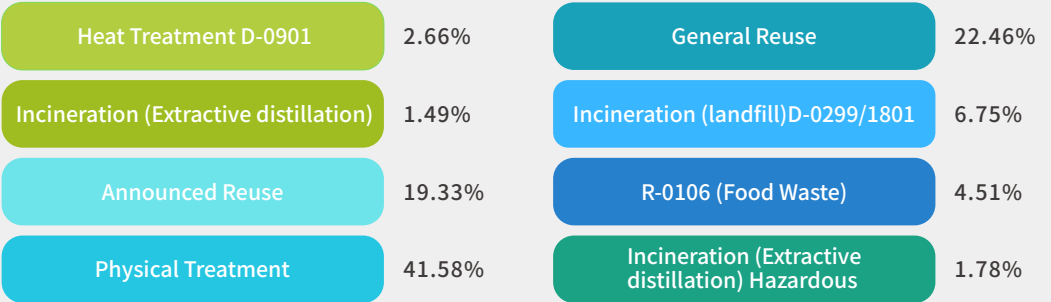 Heat Treatment D-0901 2.66%
General Reuse 22.46%
Incineration (Extractive distillation) 1.49%
Incineration (landfill)D-0299/1801 6.75%
Announced Reuse 19.33%
R-0106 (Food Waste) 4.51%
Physical Treatment 41.58%
Incineration (Extractive
distillation) Hazardous 1.78%